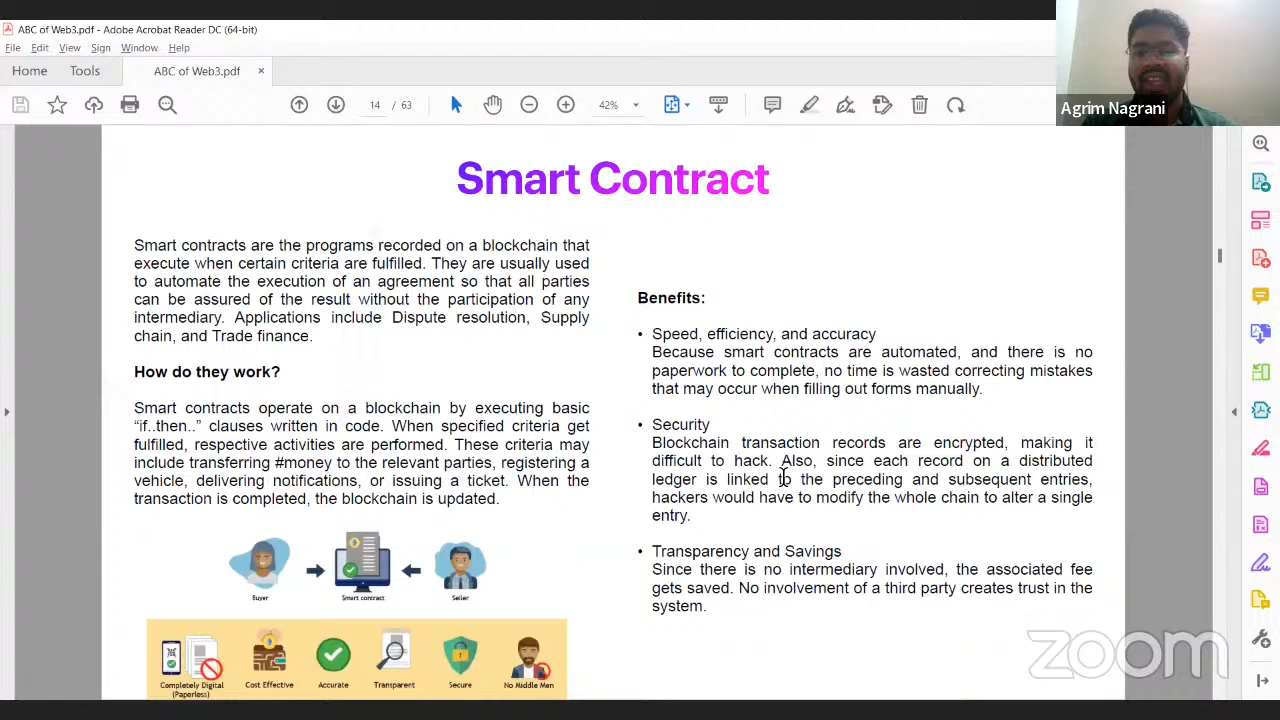 ABC of Web3.pdf - Adobe Acrobat Reader DC (64-bit)
File Edit View Sign Window Help
Home Tools ABC of Web3.pdf ×
14 / 63 42%
Agrim Nagrani
Smart Contract
Smart contracts are the programs recorded on a blockchain that
execute when certain criteria are fulfilled. They are usually used
to automate the execution of an agreement so that all parties
can be assured of the result without the participation of any
intermediary. Applications include Dispute resolution, Supply
chain, and Trade finance.
How do they work?
Smart contracts operate on a blockchain by executing basic
“if..then..” clauses written in code. When specified criteria get
fulfilled, respective activities are performed. These criteria may
include transferring #money to the relevant parties, registering a
vehicle, delivering notifications, or issuing a ticket. When the
transaction is completed, the blockchain is updated.
Buyer Smart contract Seller
Completely Digital
(Paperless)
Cost Effective
Accurate
Transparent
Secure
No Middle Men
Benefits:
• Speed, efficiency, and accuracy
Because smart contracts are automated, and there is no
paperwork to complete, no time is wasted correcting mistakes
that may occur when filling out forms manually.
• Security
Blockchain transaction records are encrypted, making it
difficult to hack. Also, since each record on a distributed
ledger is linked to the preceding and subsequent entries,
hackers would have to modify the whole chain to alter a single
entry.
• Transparency and Savings
Since there is no intermediary involved, the associated fee
gets saved. No involvement of a third party creates trust in the
system.
zoom